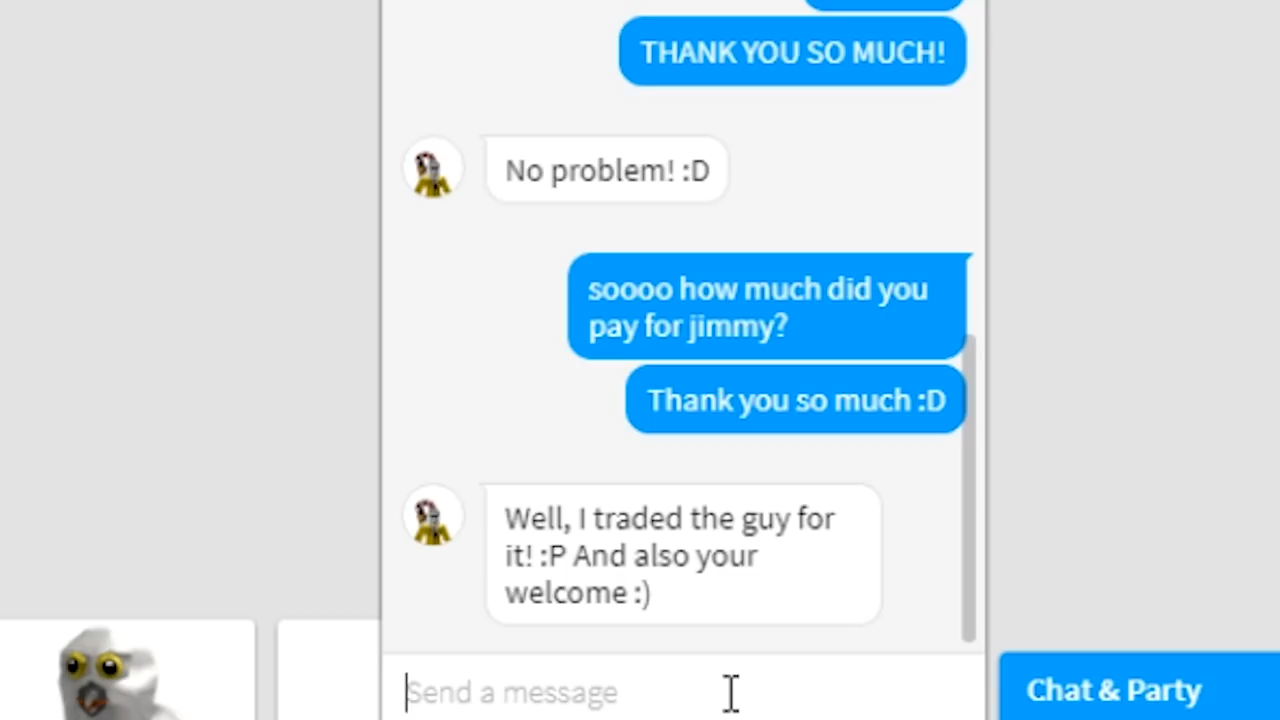 THANK YOU SO MUCH!
No problem! :D
soooo how much did you
pay for jimmy?
Thank you so much :D
Well, I traded the guy for
it! :P And also your
welcome :)
Send a message
Chat & Party